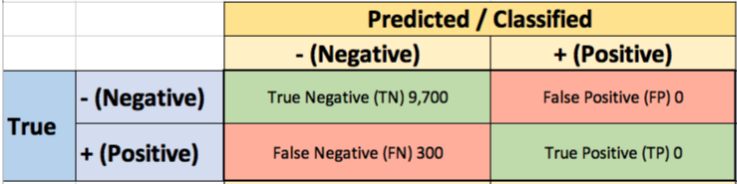 Predicted / Classified
- (Negative) + (Positive)
True - (Negative) True Negative (TN) 9,700 False Positive (FP) 0
+ (Positive) False Negative (FN) 300 True Positive (TP) 0